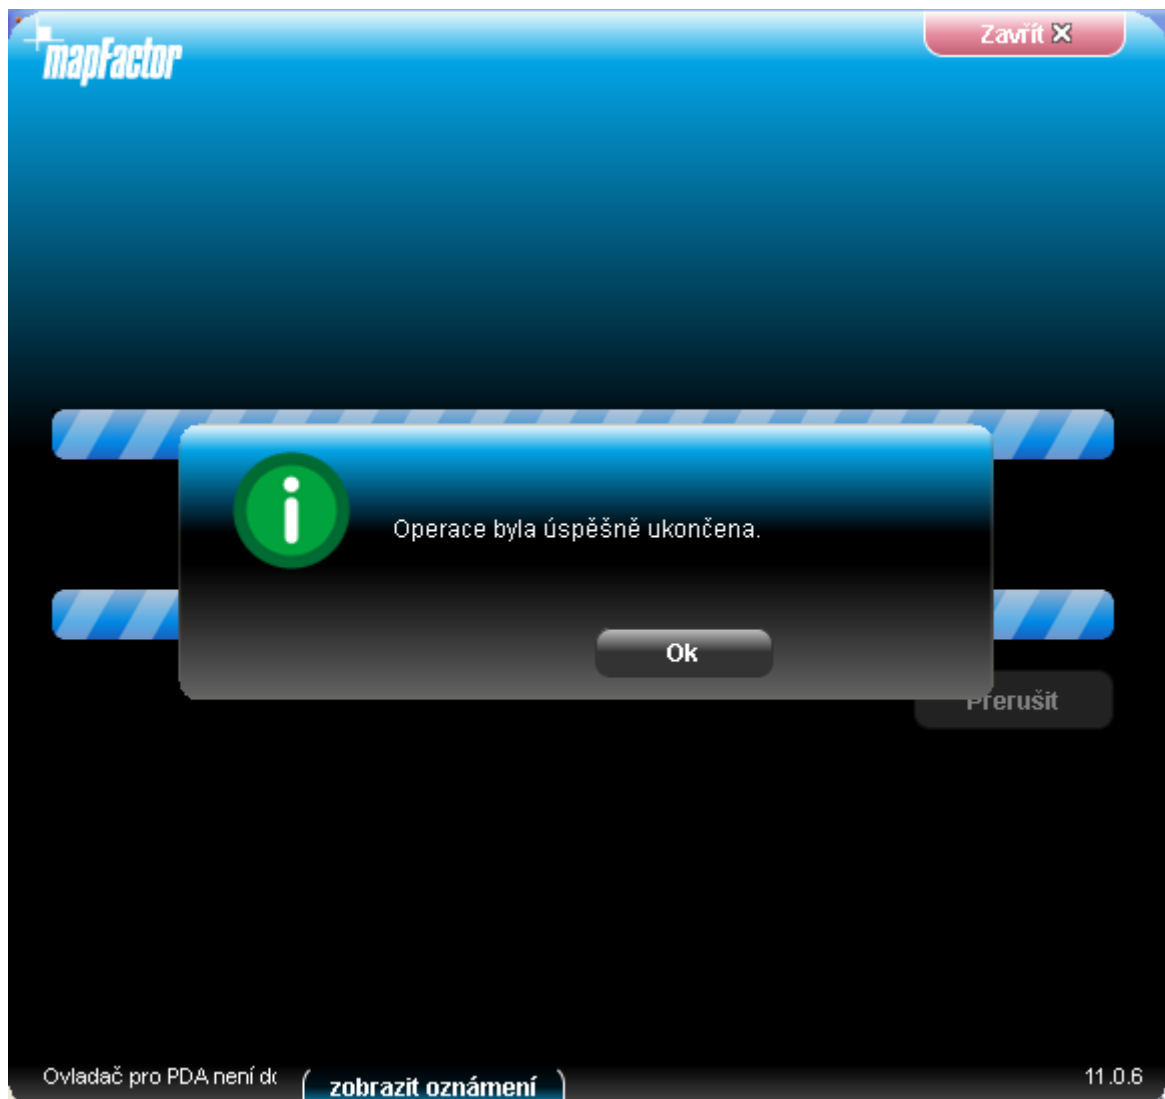 mapFactor
Zavřít
Operace byla úspěšně ukončena.
Ok
Přerušit
Ovladač pro PDA není
zobrazit oznámení
11.0.6